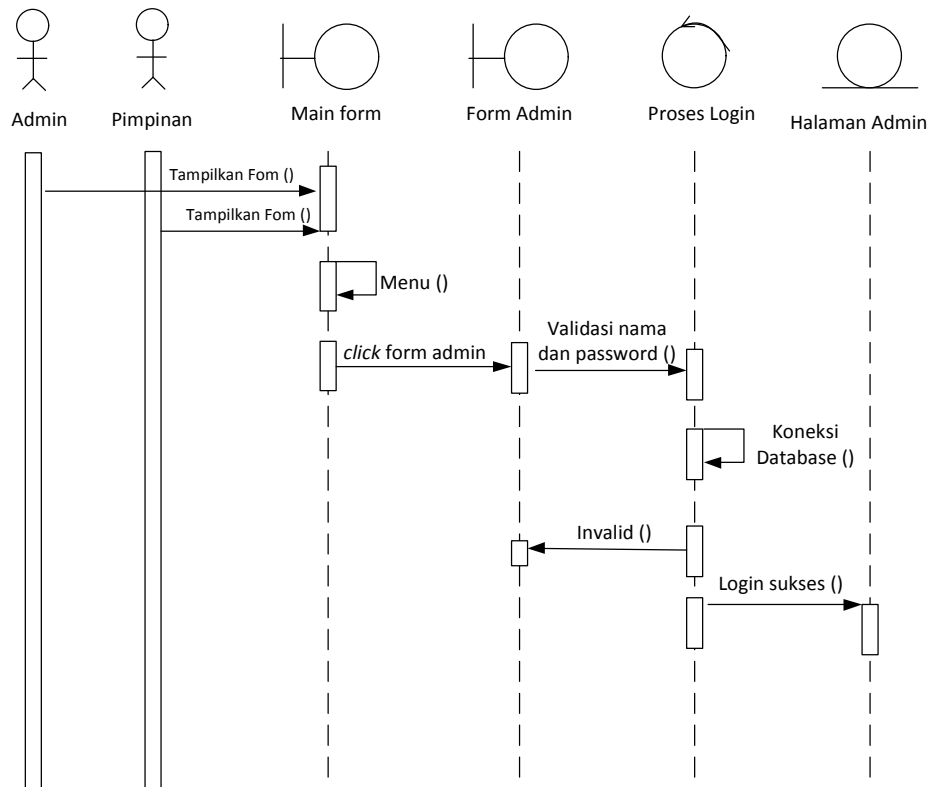 Admin
Pimpinan
Main form
Form Admin
Proses Login
Halaman Admin
Tampilkan Fom ()
Tampilkan Fom ()
Menu ()
click form admin
Validasi nama
dan password ()
Koneksi
Database ()
Invalid ()
Login sukses ()